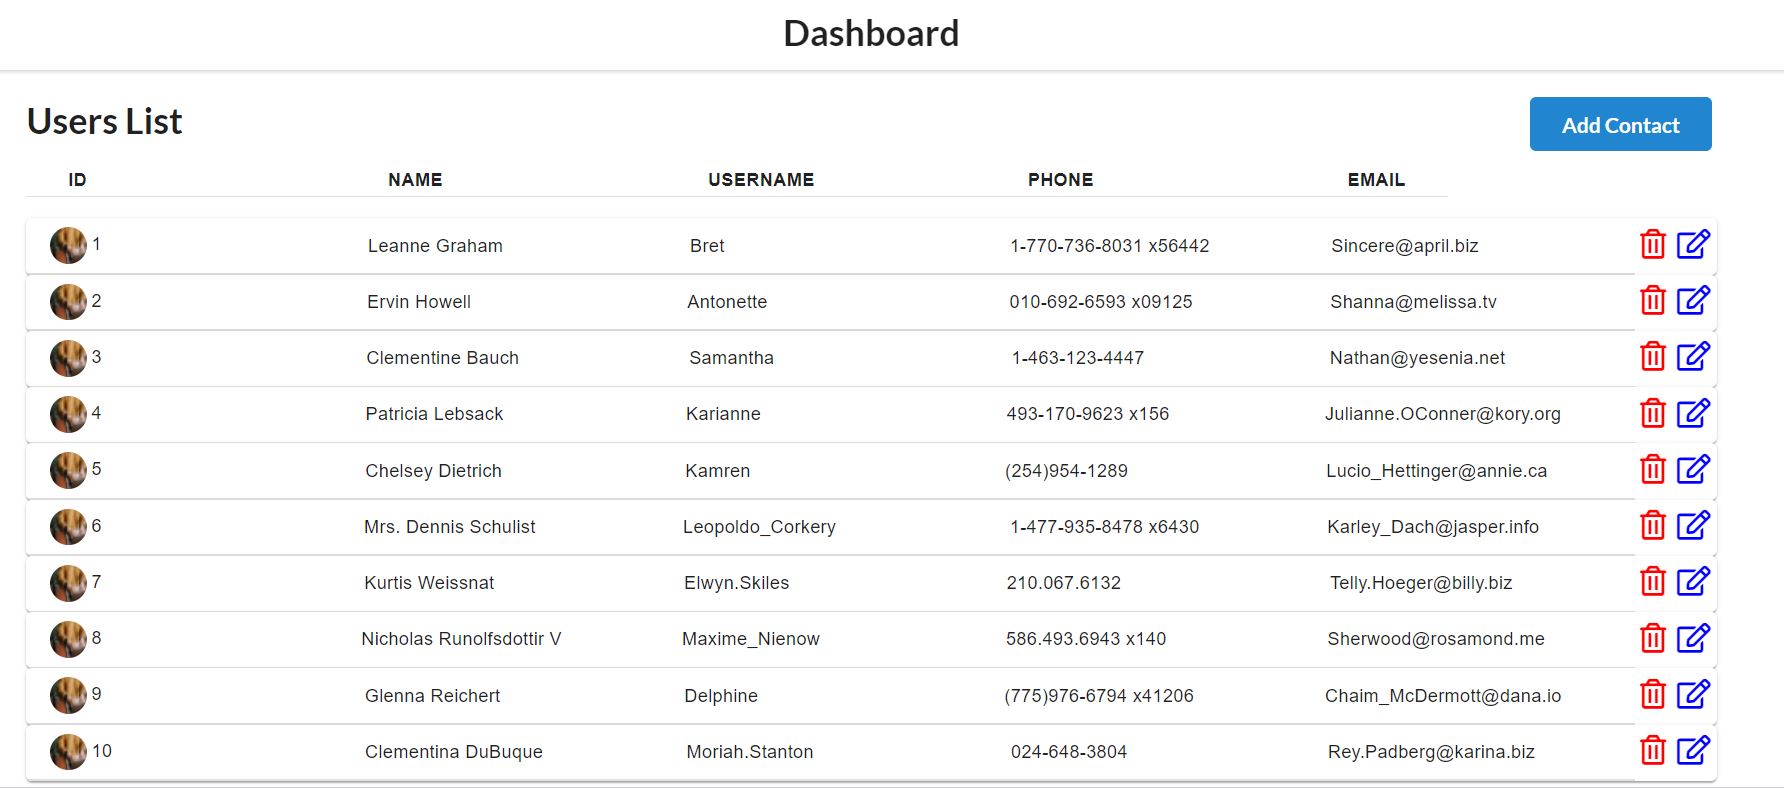 Dashboard
Users List
Add Contact
ID NAME USERNAME PHONE EMAIL
1 Leanne Graham Bret 1-770-736-8031 x56442 Sincere@april.biz
2 Ervin Howell Antonette 010-692-6593 x09125 Shanna@melissa.tv
3 Clementine Bauch Samantha 1-463-123-4447 Nathan@yesenia.net
4 Patricia Lebsack Karianne 493-170-9623 x156 Julianne.OConner@kory.org
5 Chelsey Dietrich Kamren (254)954-1289 Lucio_Hettinger@annie.ca
6 Mrs. Dennis Schulist Leopoldo_Corkery 1-477-935-8478 x6430 Karley_Dach@jasper.info
7 Kurtis Weissnat Elwyn.Skiles 210.067.6132 Telly.Hoeger@billy.biz
8 Nicholas Runolfsdottir V Maxime_Nienow 586.493.6943 x140 Sherwood@rosamond.me
9 Glenna Reichert Delphine (775)976-6794 x41206 Chaim_McDermott@dana.io
10 Clementina DuBuque Moriah.Stanton 024-648-3804 Rey.Padberg@karina.biz